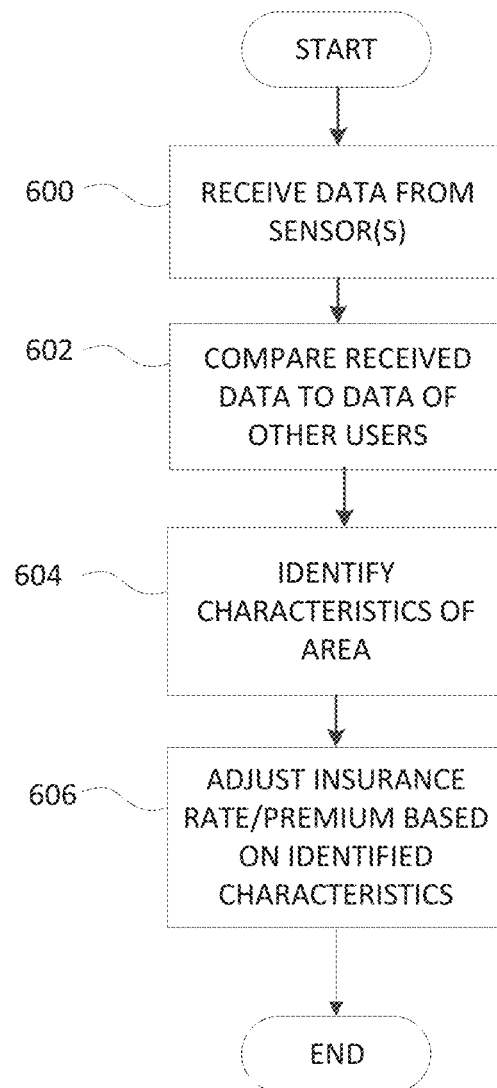 START
600
RECEIVE DATA FROM
SENSOR(S)
602
COMPARE RECEIVED
DATA TO DATA OF
OTHER USERS
604
IDENTIFY
CHARACTERISTICS OF
AREA
606
ADJUST INSURANCE
RATE/PREMIUM BASED
ON IDENTIFIED
CHARACTERISTICS
END